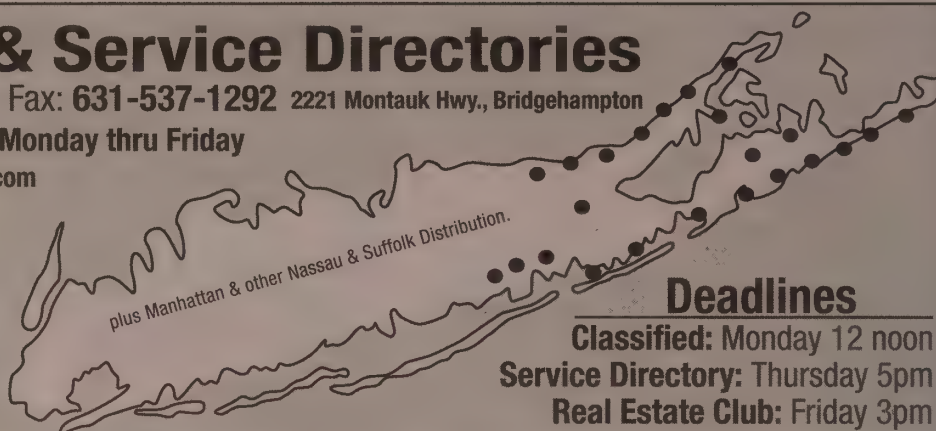 & Service Directories
Fax: 631-537-1292 2221 Montauk Hwy., Bridgehampton
Monday thru Friday
com
plus Manhattan & other Nassau & Suffolk Distribution.
Deadlines
Classified: Monday 12 noon
Service Directory: Thursday 5pm
Real Estate Club: Friday 3pm